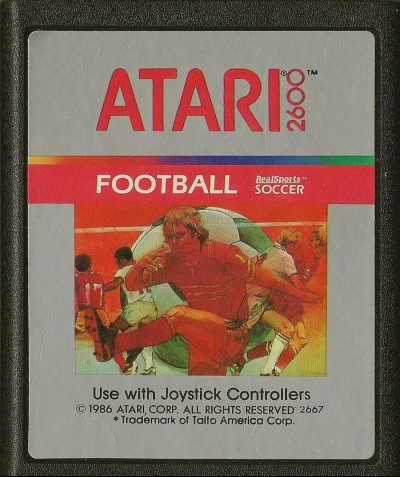 ATARI® 2600™
FOOTBALL RealSports™ SOCCER
Use with Joystick Controllers
© 1986 ATARI, CORP. ALL RIGHTS RESERVED 2667
* Trademark of Taito America Corp.